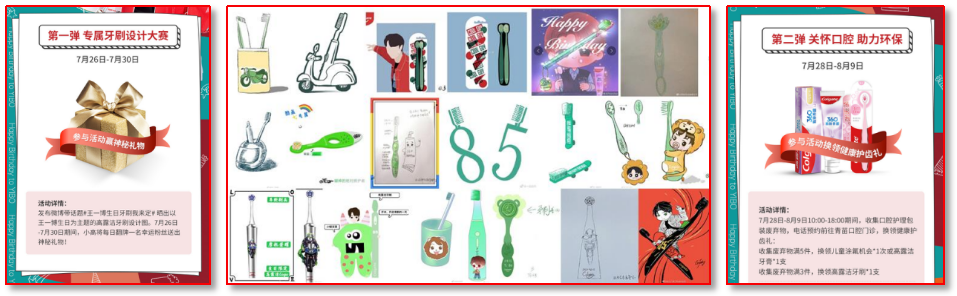 第一弹 专属牙刷设计大赛
7月26日-7月30日
参与活动赢神秘礼物
活动详情：
发布微博带话题#王一博生日牙刷我来定# 晒出以
王一博生日为主题的高露洁牙刷设计图。7月26日
-7月30日期间，小高将每日翻牌一名幸运粉丝送出
神秘礼物！
Happy Birthday to YIBO
Happy
Birthday
85
第二弹 关怀口腔 助力环保
7月28日-8月9日
Colgate
360
参与活动换领健康护齿礼
活动详情：
7月28日-8月9日10:00-18:00期间，收集口腔护理包
装废弃物，电话预约前往青苗口腔门诊，换领健康护
齿礼：
收集废弃物满5件，换领儿童涂氟机会*1次或高露洁
牙膏*1支
收集废弃物满3件，换领高露洁牙刷*1支
Happy Birthday to YIBO